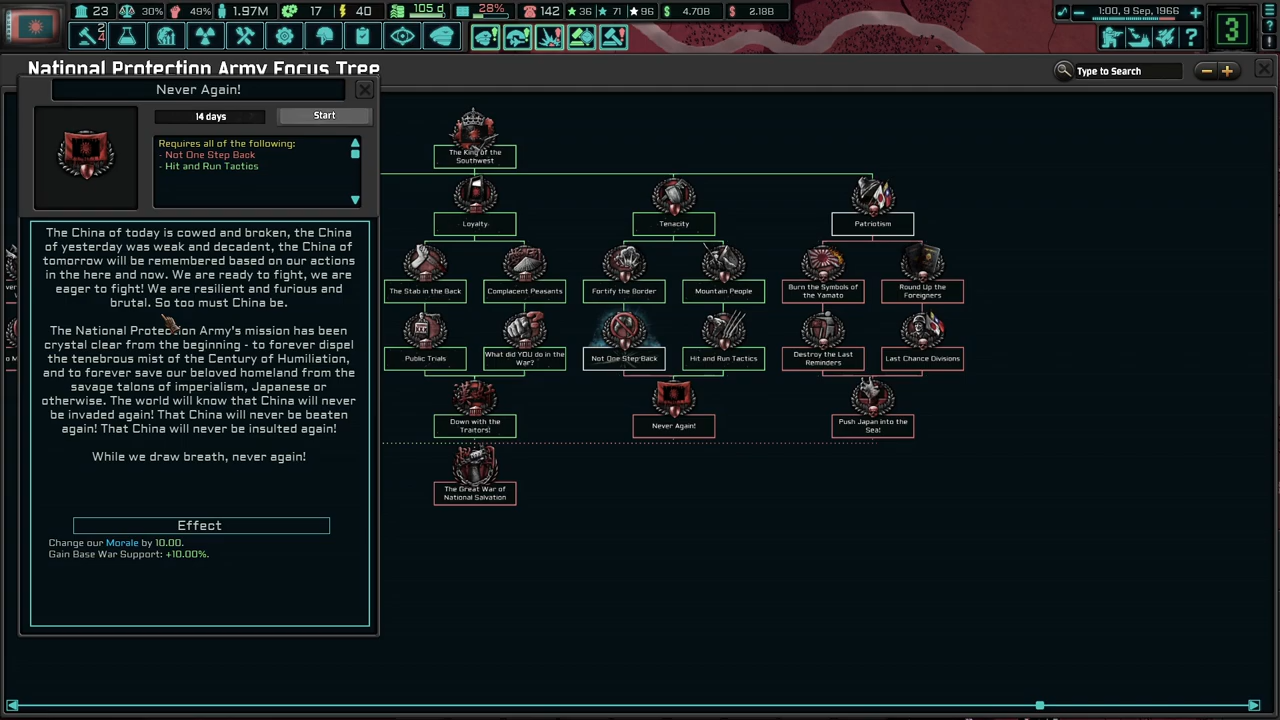 23 30% 49% 1.97M 17 40 105 d 28% 142 36 71 96 $ 4.70B $ 2.18B 1:00, 9 Sep, 1966 3
2
4
National Protection Army Focus Tree
Type to Search
Never Again!
14 days
Start
Requires all of the following:
- Not One Step Back
- Hit and Run Tactics
The China of today is owed and broken, the China
of yesterday was weak and decadent, the China of
tomorrow will be remembered based on our actions
in the here and now. We are ready to fight, we are
eager to fight! We are resilient and furious and
brutal. So too must China be.
The National Protection Army's mission has been
crystal clear from the beginning - to forever dispel
the tenebrous mist of the Century of Humiliation,
and to forever save our beloved homeland from the
savage talons of imperialism, Japanese or
otherwise. The world will know that China will never
be invaded again! That China will never be beaten
again! That China will never be insulted again!
While we draw breath, never again!
Effect
Change our Morale by 10.00.
Gain Base War Support: +10.00%.
The King of the
Southwest
Loyalty
Tenacity
Patriotism
The Stab in the Back
Complacent Peasants
Fortify the Border
Mountain People
Burn the Symbols of
the Yamato
Round Up the
Foreigners
Public Trials
What did YOU do in the
War?
Not One Step Back
Hit and Run Tactics
Destroy the Last
Reminders
Last Chance Divisions
Down with the
Traitors!
Never Again!
Push Japan into the
Sea!
The Great War of
National Salvation